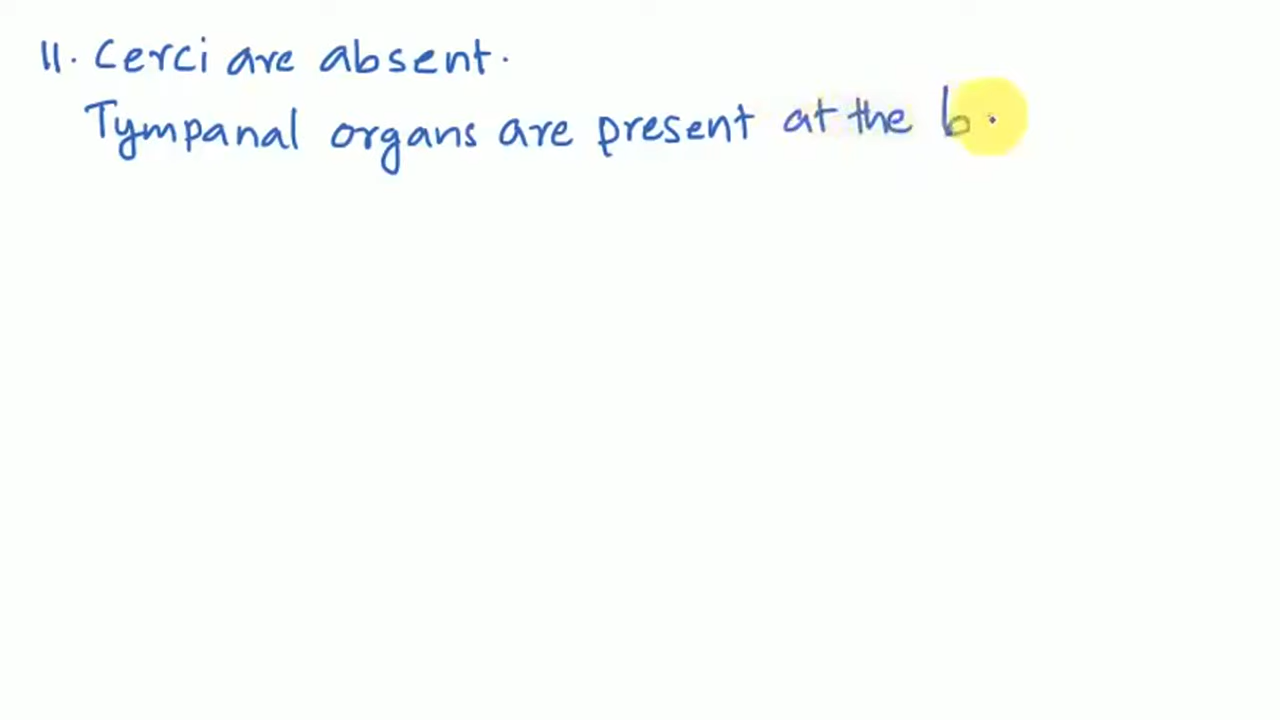 11. Cerci are absent.
Tympanal organs are present at the b